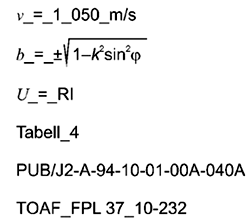 v_=_1_050_m/s
b_=_±√1–k²sin²φ
U_=_RI
Tabell_4
PUB/J2-A-94-10-01-00A-040A
TOAF_FPL 37_10-232